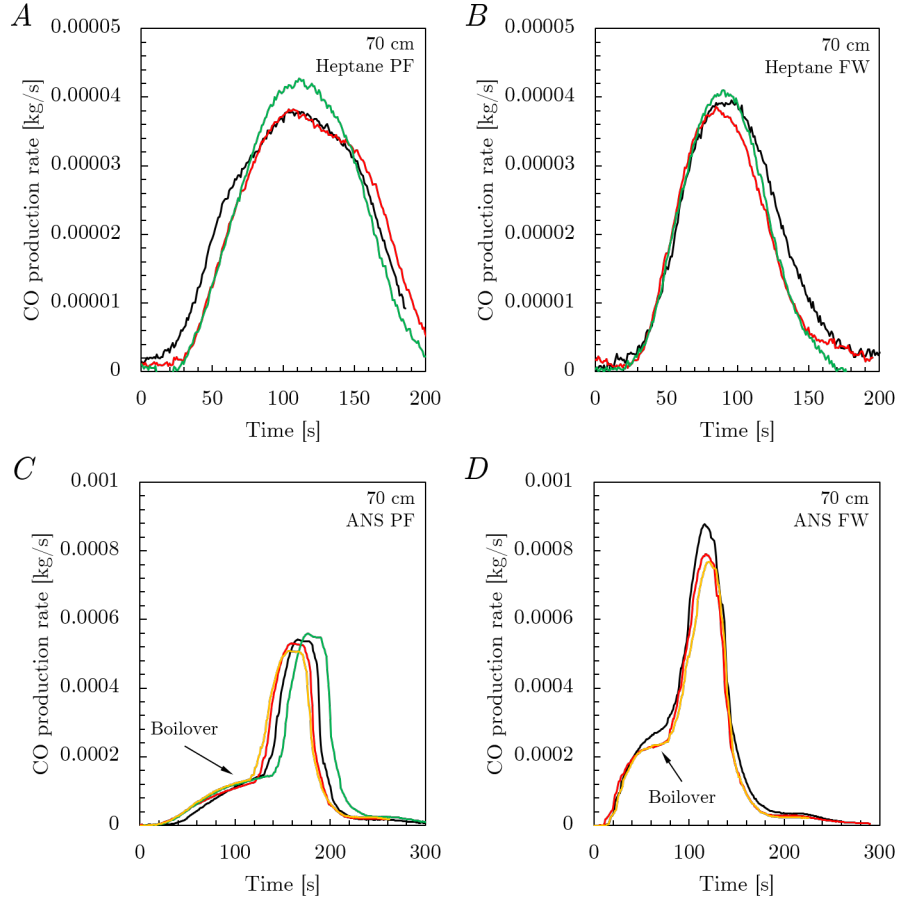 A
CO production rate [kg/s]
0.00005
0.00004
0.00003
0.00002
0.00001
0
70 cm
Heptane PF
0 50 100 150 200
Time [s]
B
CO production rate [kg/s]
0.00005
0.00004
0.00003
0.00002
0.00001
0
70 cm
Heptane FW
0 50 100 150 200
Time [s]
C
CO production rate [kg/s]
0.001
0.0008
0.0006
0.0004
0.0002
0
70 cm
ANS PF
Boilover
0 100 200 300
Time [s]
D
CO production rate [kg/s]
0.001
0.0008
0.0006
0.0004
0.0002
0
70 cm
ANS FW
Boilover
0 100 200 300
Time [s]